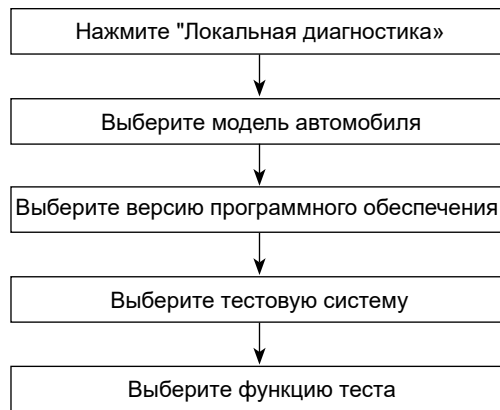 Нажмите "Локальная диагностика»
Выберите модель автомобиля
Выберите версию программного обеспечения
Выберите тестовую систему
Выберите функцию теста